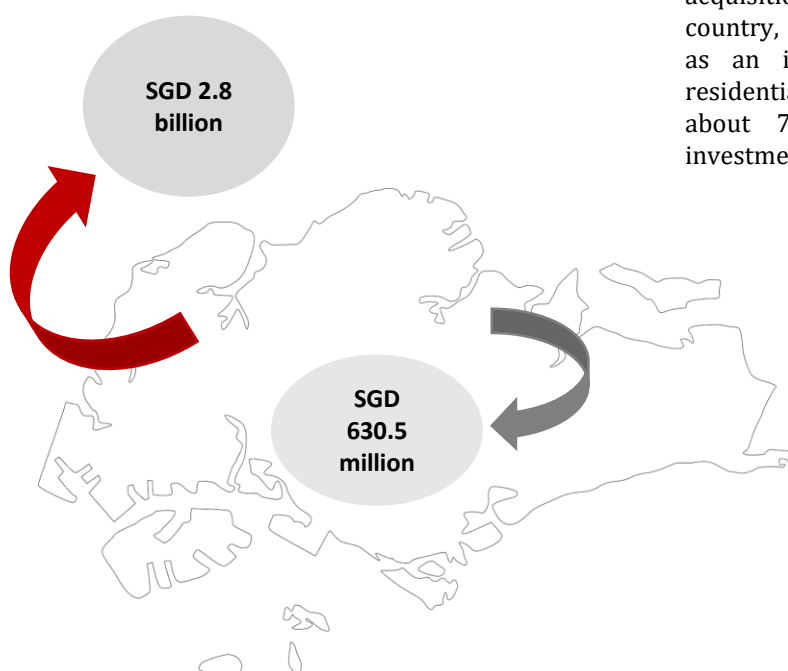 acquisitio
country,
as an i
residentia
about 7
investme
SGD 2.8
billion
SGD
630.5
million